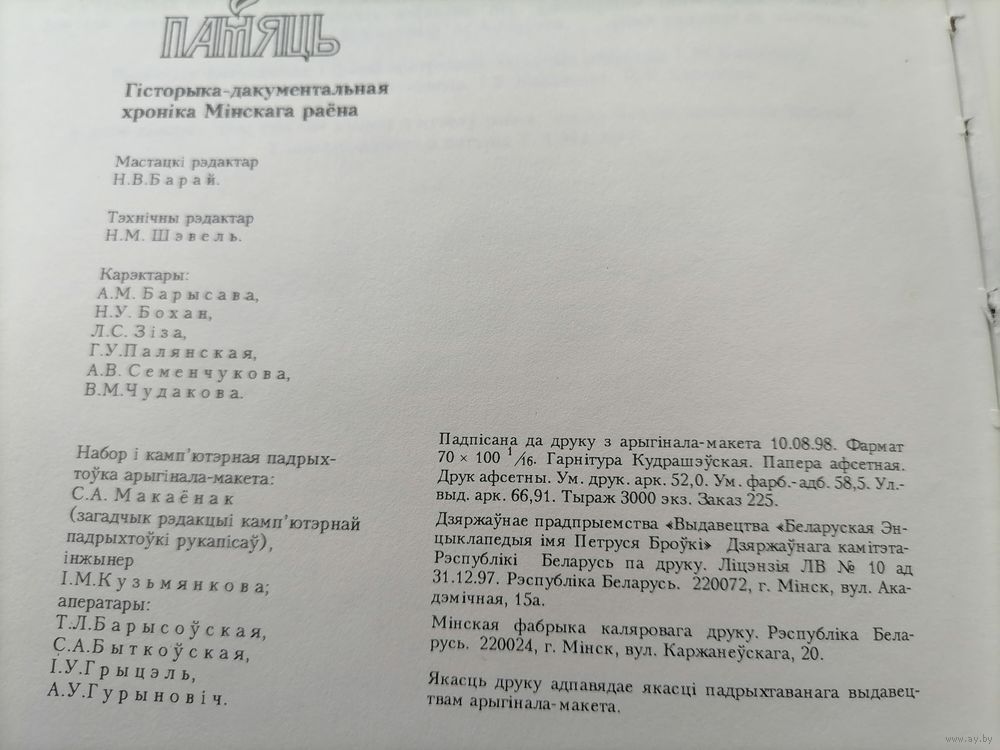 ПАМЯЦЬ
Гісторыка-дакументальная
хроніка Мінскага раёна
Мастацкі рэдактар
Н.В.Барай.
Тэхнічны рэдактар
Н.М. Шэвель.
Карэктары:
А.М. Барысава,
Н.У. Бохан,
Л.С. Зіза,
Г.У.Палянская,
А.В. Семенчукова,
В.М.Чудакова.
Набор і камп'ютэрная падрых-
тоўка арыгінала-макета:
С.А. Макаёнак
(загадчык рэдакцыі камп'ютэрнай
падрыхтоўкі рукапісаў),
інжынер
І.М.Кузьмянкова;
аператары:
Т.Л.Барысоўская,
С.А.Быткоўская,
І.У.Грыцэль,
А.У.Гурыновіч.
Падпісана да друку з арыгінала-макета 10.08.98. Фармат
70 × 100 1/16. Гарнітура Кудрашэўская. Папера афсетная.
Друк афсетны. Ум. друк. арк. 52,0. Ум. фарб.-адб. 58,5. Ул.-
выд. арк. 66,91. Тыраж 3000 экз. Заказ 225.
Дзяржаўнае прадпрыемства «Выдавецтва «Беларуская Эн-
цыклапедыя імя Петруся Броўкі» Дзяржаўнага камітэта
Рэспублікі Беларусь па друку. Ліцэнзія ЛВ № 10 ад
31.12.97. Рэспубліка Беларусь. 220072, г. Мінск, вул. Ака-
дэмічная, 15а.
Мінская фабрыка каляровага друку. Рэспубліка Бела-
русь. 220024, г. Мінск, вул. Каржанеўскага, 20.
Якасць друку адпавядае якасці падрыхтаванага выдавец-
твам арыгінала-макета.
www.ay.by